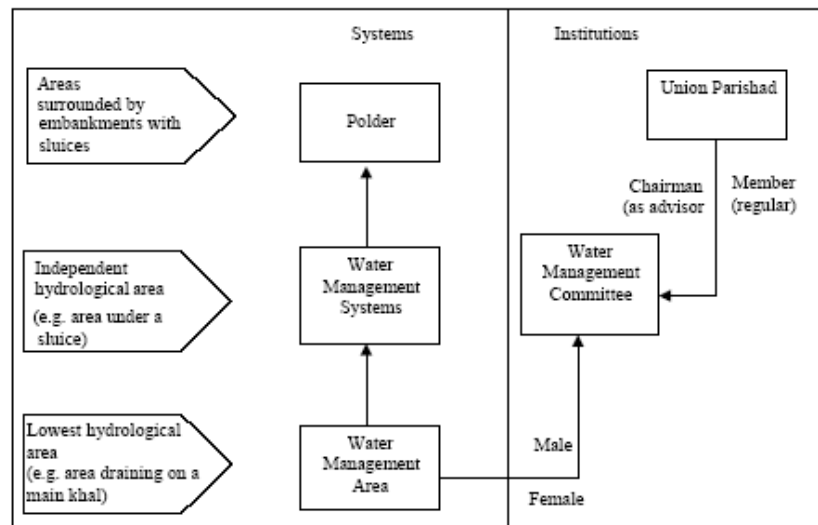 Systems
Institutions
Areas
surrounded by
embankments with
sluices
Polder
Union Parishad
Chairman
(as advisor
Member
(regular)
Independent
hydrological area
(e.g. area under a
sluice)
Water
Management
Systems
Water
Management
Committee
Lowest hydrological
area
(e.g. area draining on a
main khal)
Water
Management
Area
Male
Female